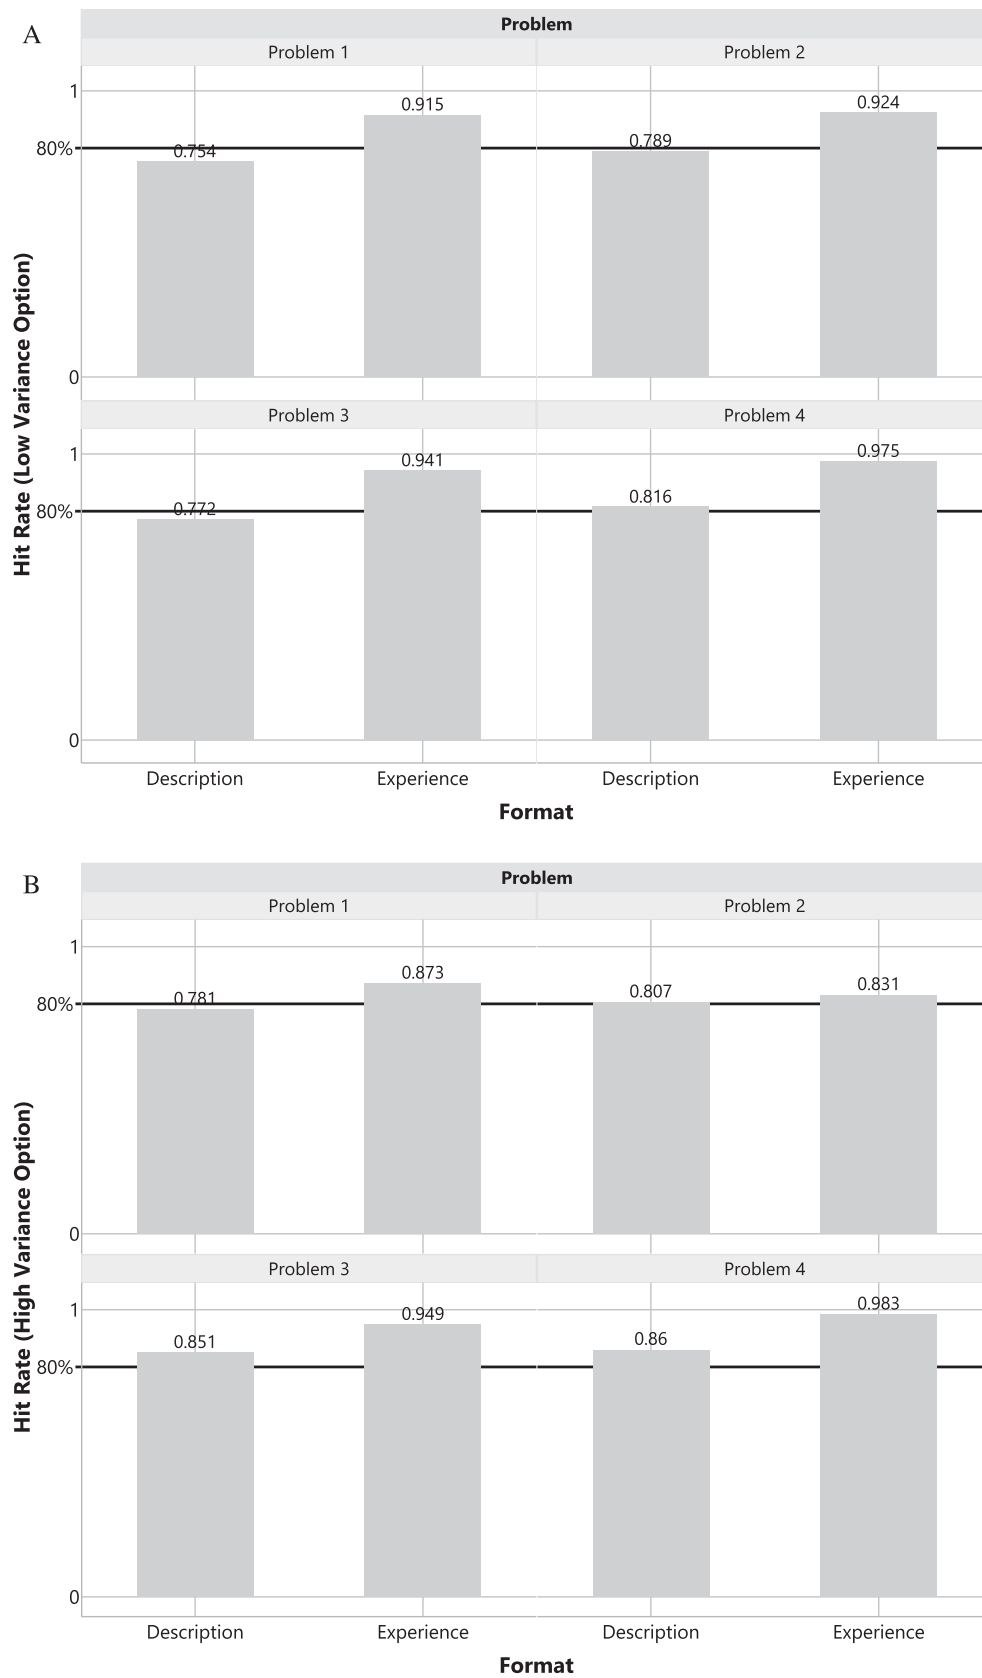 A
Problem
Problem 1 Problem 2
1
0.915 0.924
80%
0.754 0.789
0
Problem 3 Problem 4
1
0.941 0.975
80%
0.772 0.816
0
Description Experience Description Experience
Format
Hit Rate (Low Variance Option)
B
Problem
Problem 1 Problem 2
1
0.873 0.831
80%
0.781 0.807
0
Problem 3 Problem 4
1
0.949 0.983
0.851 0.86
80%
0
Description Experience Description Experience
Format
Hit Rate (High Variance Option)